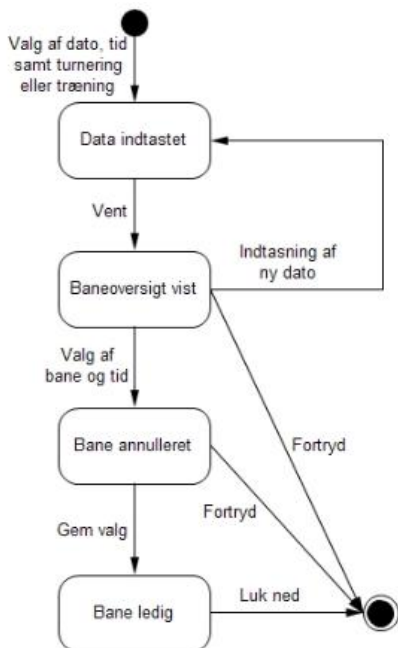 Valg af dato, tid
samt turnering
eller træning
Data indtastet
Vent
Indtasning af
ny dato
Baneoversigt vist
Valg af
bane og tid
Bane annulleret
Fortryd
Fortryd
Gem valg
Bane ledig
Luk ned